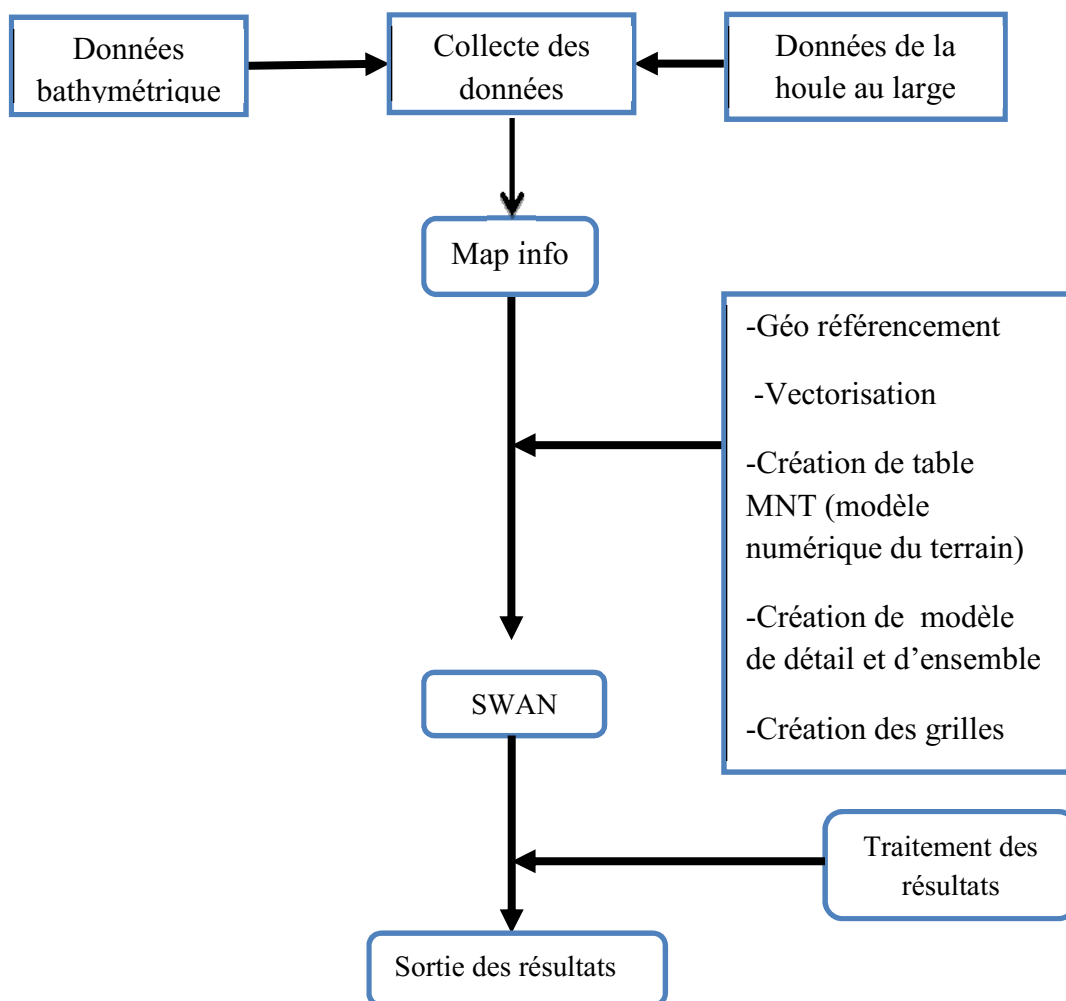 Données
bathymétrique
Collecte des
données
Données de la
houle au large
Map info
-Géo référencement
-Vectorisation
-Création de table
MNT (modèle
numérique du terrain)
-Création de modèle
de détail et d’ensemble
-Création des grilles
SWAN
Traitement des
résultats
Sortie des résultats